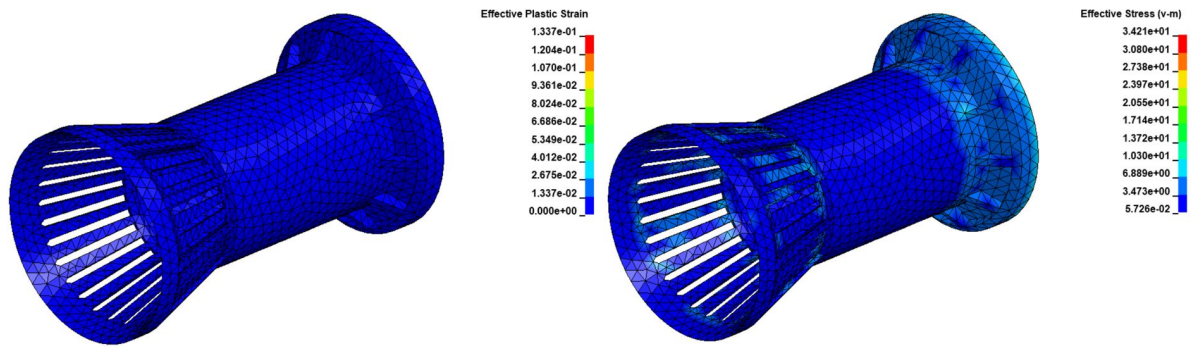 Effective Plastic Strain
1.337e-01
1.204e-01
1.070e-01
9.361e-02
8.024e-02
6.686e-02
5.349e-02
4.012e-02
2.675e-02
1.337e-02
0.000e+00
Effective Stress (v-m)
3.421e+01
3.080e+01
2.738e+01
2.397e+01
2.055e+01
1.714e+01
1.372e+01
1.030e+01
6.889e+00
3.473e+00
5.726e-02